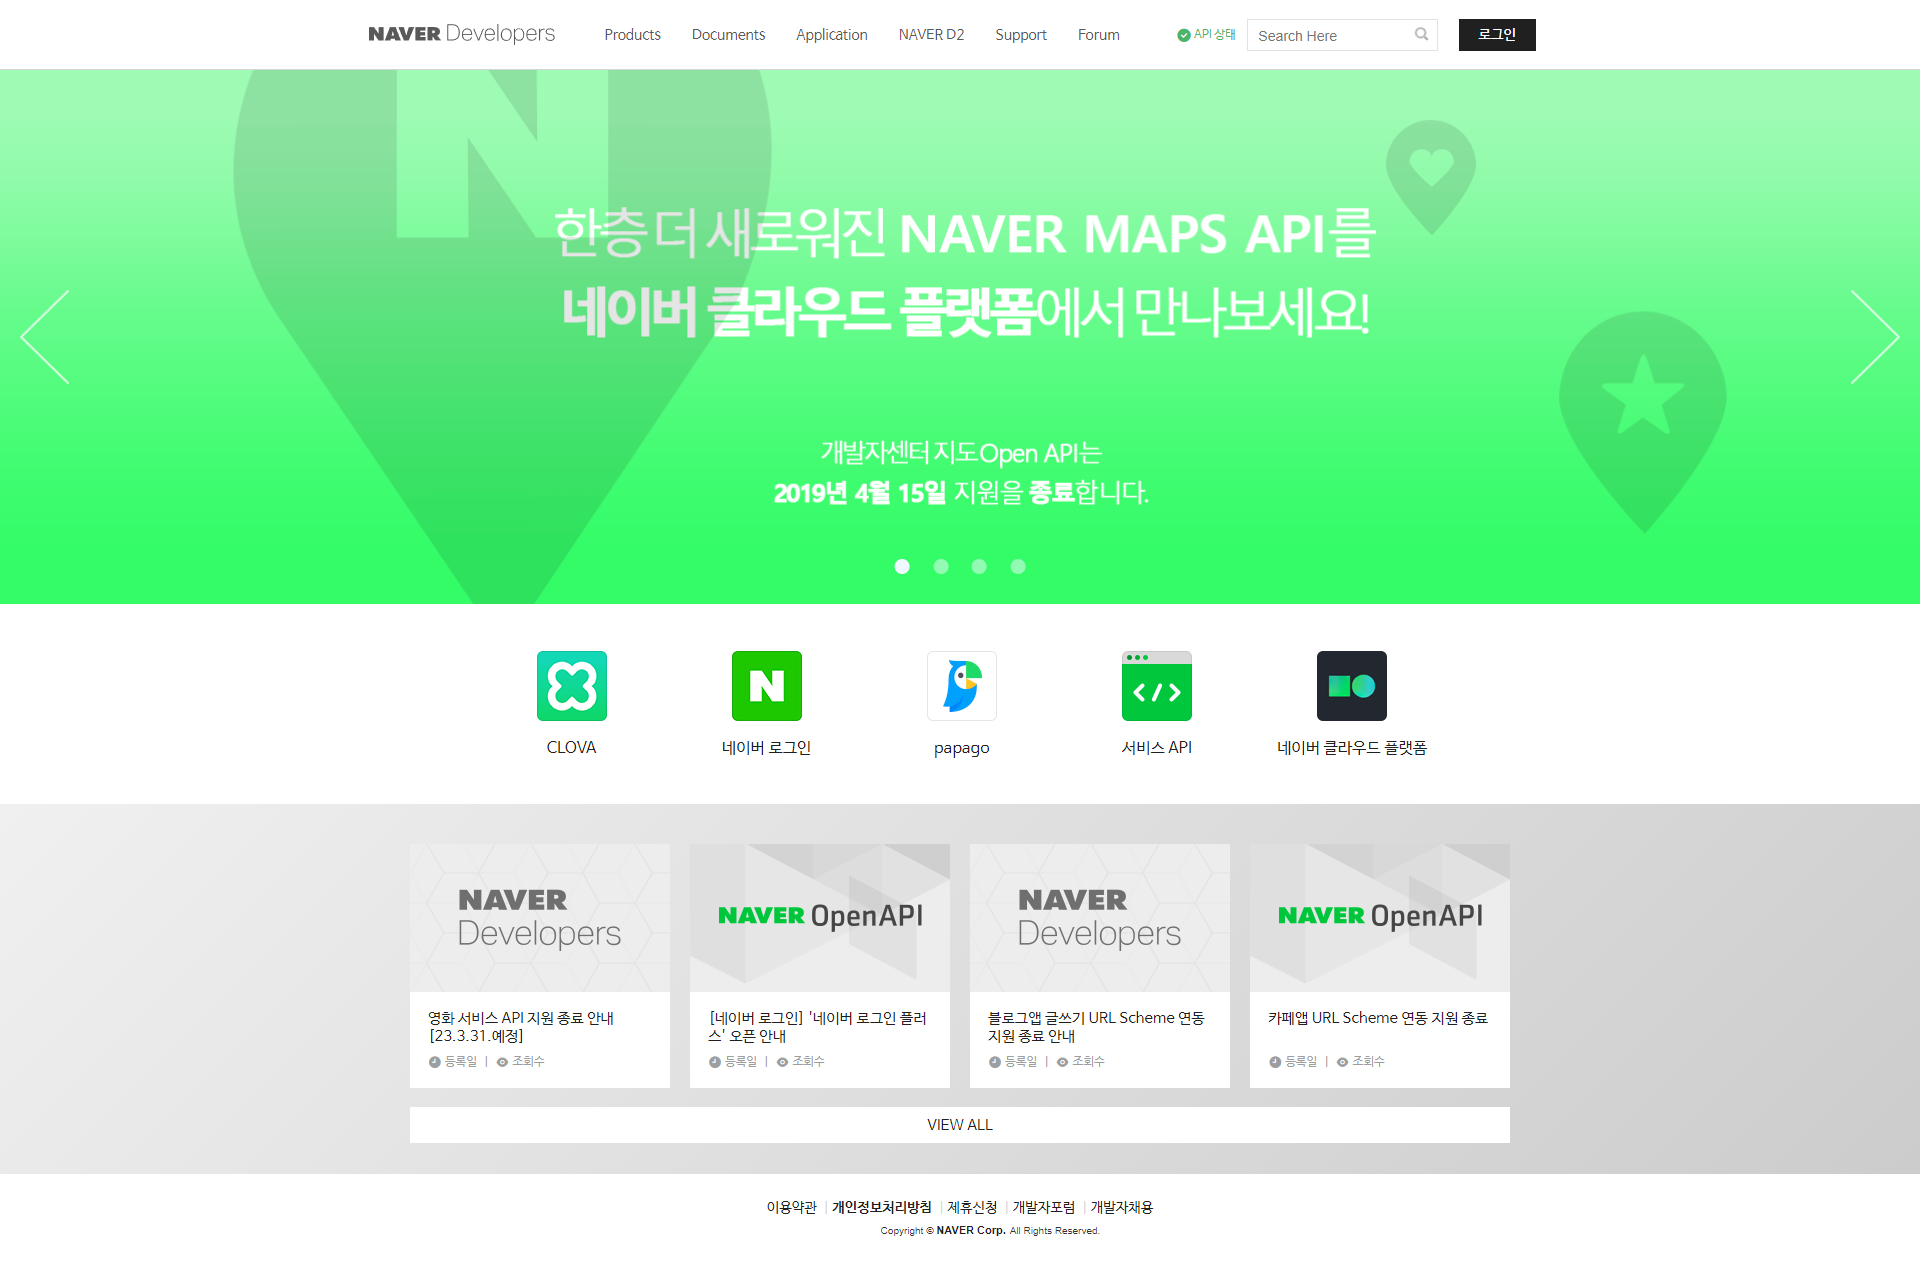 NAVER Developers
Products Documents Application NAVER D2 Support Forum
API 상태
Search Here
로그인
N
한층 더 새로워진 NAVER MAPS API를
네이버 클라우드 플랫폼에서 만나보세요!
개발자센터 지도 Open API는
2019년 4월 15일 지원을 종료합니다.
N
CLOVA
네이버 로그인
papago
서비스 API
네이버 클라우드 플랫폼
NAVER
Developers
영화 서비스 API 지원 종료 안내
[23.3.31.예정]
등록일 | 조회수
NAVER OpenAPI
[네이버 로그인] '네이버 로그인 플러
스' 오픈 안내
등록일 | 조회수
NAVER
Developers
블로그앱 글쓰기 URL Scheme 연동
지원 종료 안내
등록일 | 조회수
NAVER OpenAPI
카페앱 URL Scheme 연동 지원 종료
등록일 | 조회수
VIEW ALL
이용약관 | 개인정보처리방침 | 제휴신청 | 개발자포럼 | 개발자채용
Copyright © NAVER Corp. All Rights Reserved.